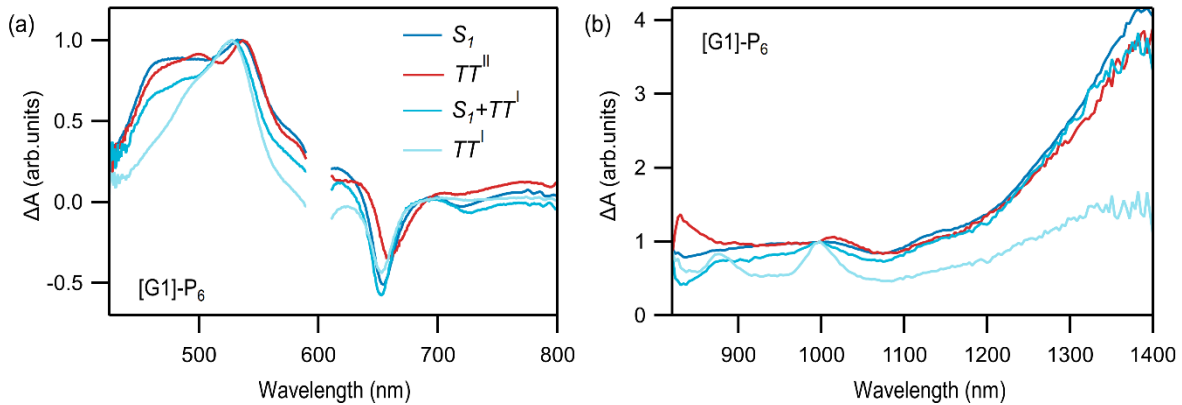 (a)
1.0
0.5
0.0
-0.5
ΔA (arb.units)
S₁
TTᴵᴵ
S₁+TTᴵ
TTᴵ
[G1]-P₆
500
600
700
800
Wavelength (nm)
(b)
[G1]-P₆
4
3
2
1
0
ΔA (arb.units)
900
1000
1100
1200
1300
1400
Wavelength (nm)